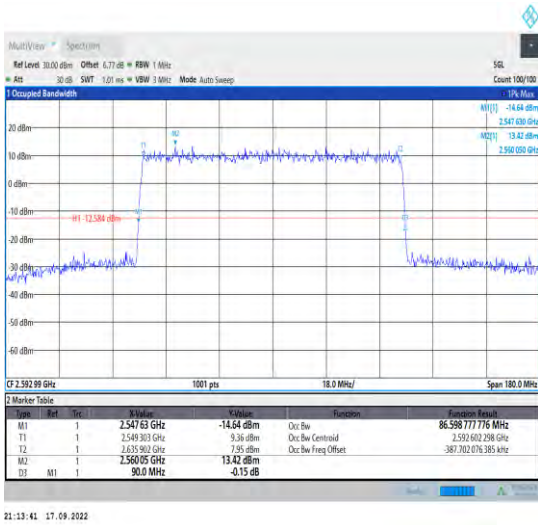 MultiView Spectrum
Ref Level 30.00 dBm Offset 6.77 dB RBW 1 MHz SGL
Att 30 dB SWT 1.01 ms VBW 3 MHz Mode Auto Sweep Count 100/100
1 Occupied Bandwidth 1Pk Max
M1[1] -14.64 dBm
2.547 630 GHz
M2[1] 13.42 dBm
2.560 050 GHz
20 dBm
10 dBm
0 dBm
-10 dBm
-20 dBm
-30 dBm
-40 dBm
-50 dBm
-60 dBm
T1
M2
T2
M1
D3
H1 -12.584 dBm
CF 2.592 99 GHz 1001 pts 18.0 MHz/ Span 180.0 MHz
2 Marker Table
Type Ref Trc X-Value Y-Value Function Function Result
M1 1 2.547 63 GHz -14.64 dBm Occ Bw 86.598 777 776 MHz
T1 1 2.549 303 GHz 9.36 dBm Occ Bw Centroid 2.592 602 298 GHz
T2 1 2.635 902 GHz 7.95 dBm Occ Bw Freq Offset -387.702 076 385 kHz
M2 1 2.560 05 GHz 13.42 dBm
D3 M1 1 90.0 MHz -0.15 dB
21:13:41 17.09.2022